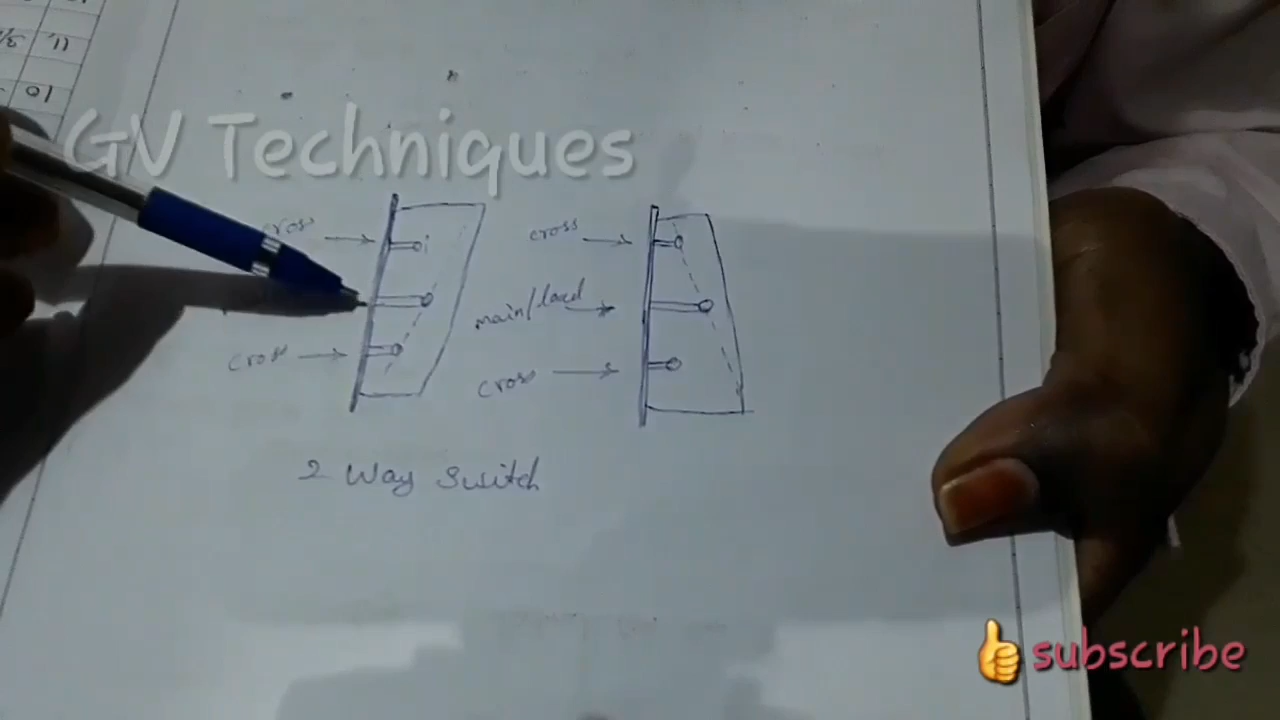 GV Techniques
cross
cross
main/load
cross
cross
2 Way Switch
subscribe